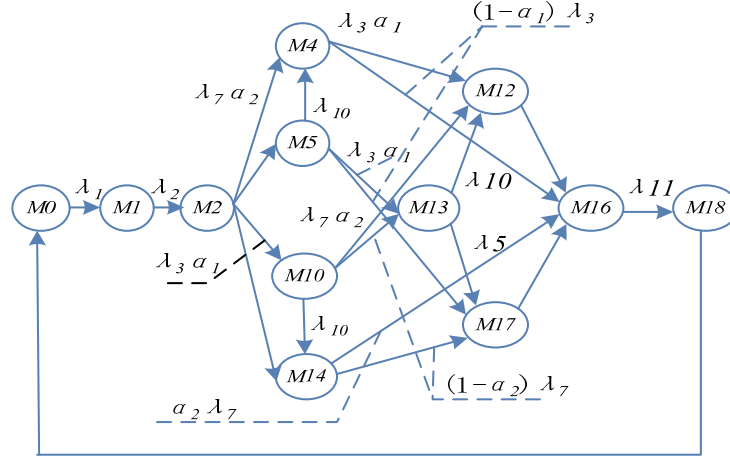 λ3 α1
(1-α1) λ3
M4
M12
λ7 α2
λ10
M5
λ3 α1
λ10
λ11
λ1
λ2
M0
M1
M2
M13
M16
M18
λ7 α2
λ5
λ3 α1
M10
λ10
M17
M14
(1-α2) λ7
α2 λ7